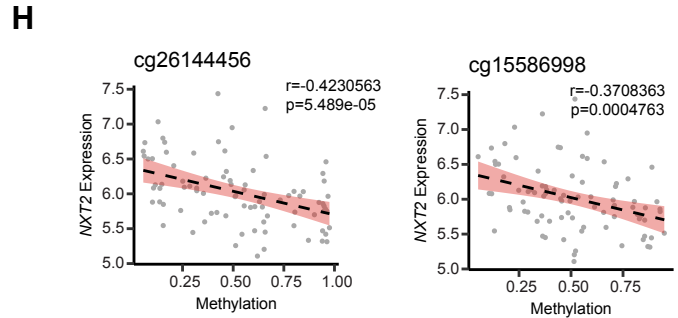 H
cg26144456
r=-0.4230563
p=5.489e-05
7.5
7.0
6.5
6.0
5.5
5.0
NXT2 Expression
0.25 0.50 0.75 1.00
Methylation
cg15586998
r=-0.3708363
p=0.0004763
7.5
7.0
6.5
6.0
5.5
5.0
NXT2 Expression
0.25 0.50 0.75
Methylation